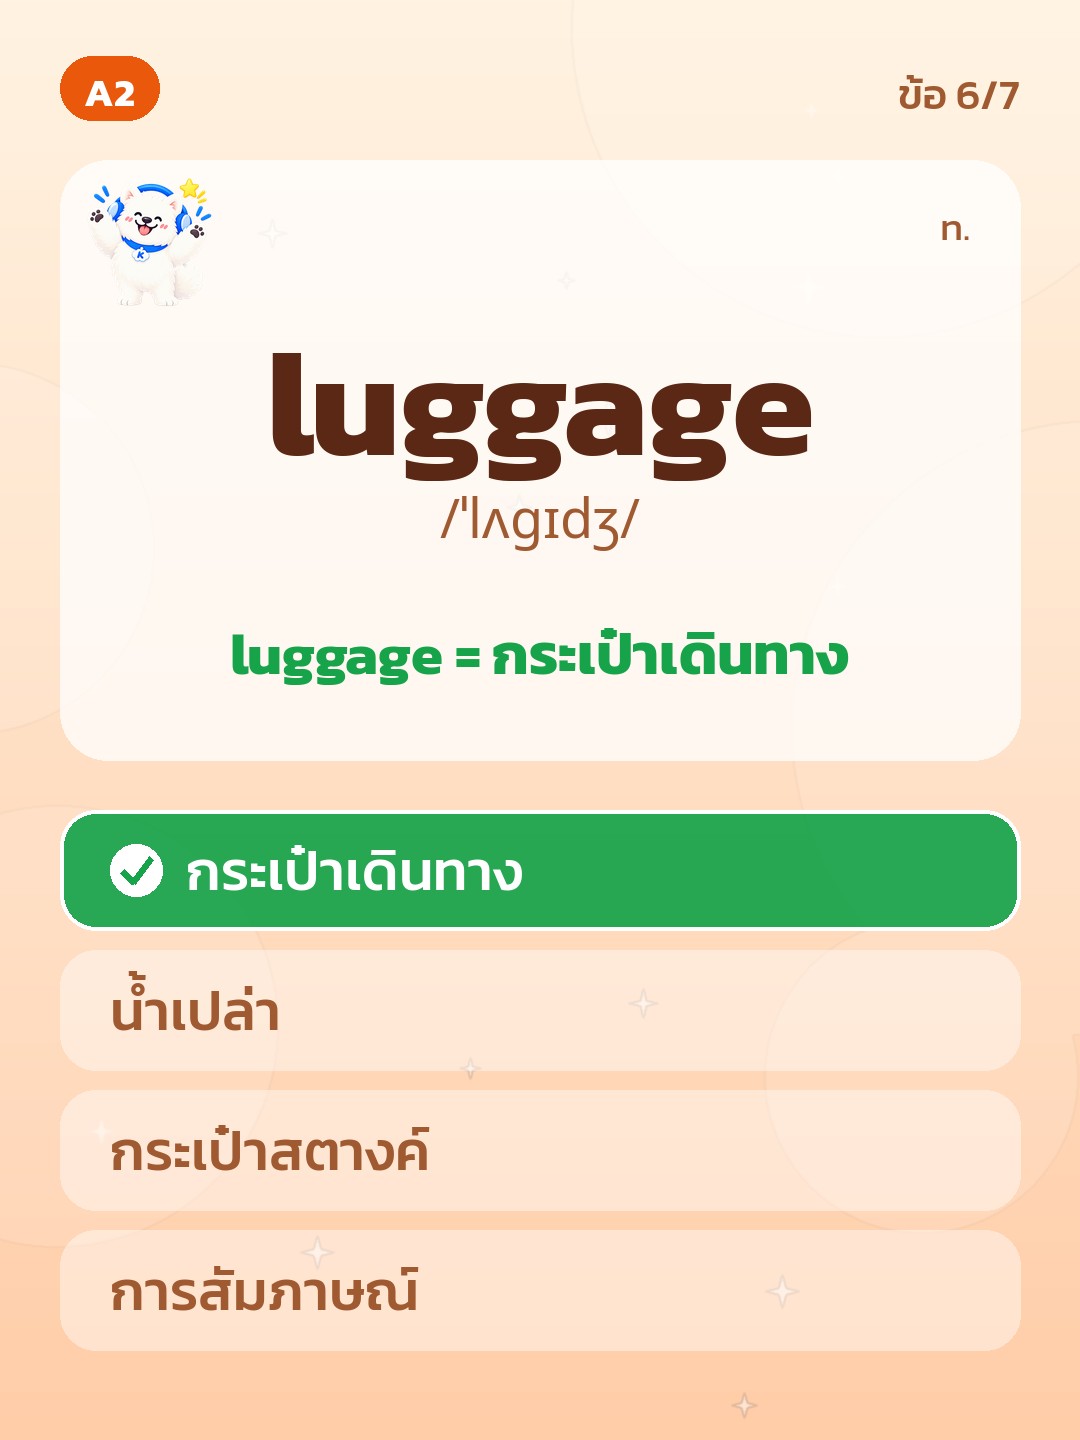 A2
ข้อ 6/7
n.
luggage
/ˈlʌɡɪdʒ/
luggage = กระเป๋าเดินทาง
กระเป๋าเดินทาง
น้ำเปล่า
กระเป๋าสตางค์
การสัมภาษณ์
K